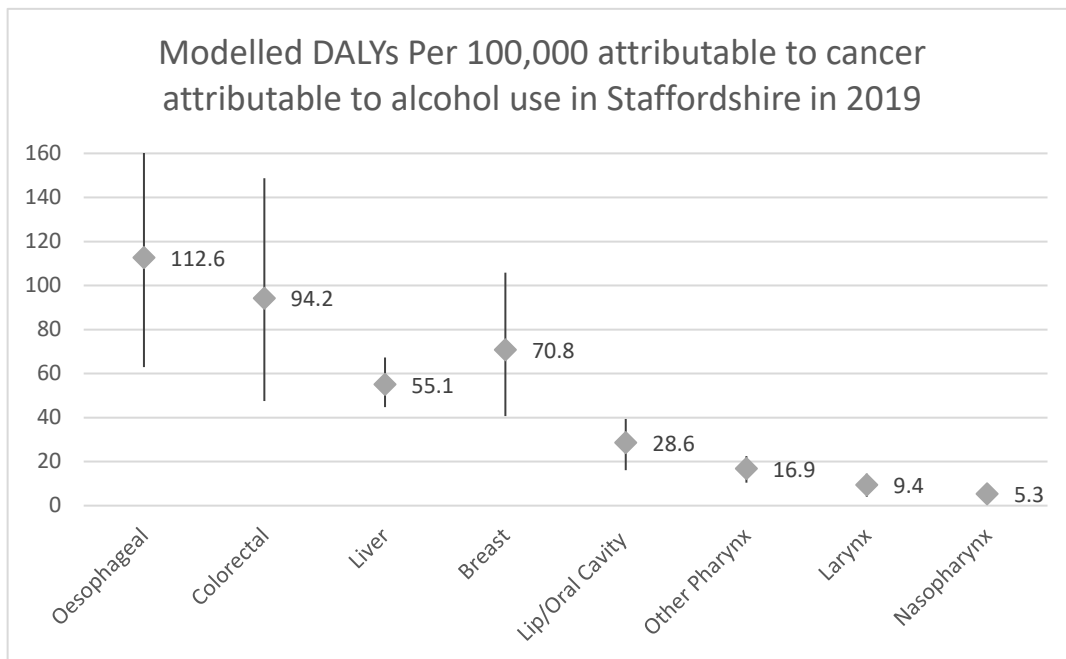 Modelled DALYs Per 100,000 attributable to cancer
attributable to alcohol use in Staffordshire in 2019
160
140
120
100
80
60
40
20
0
112.6
94.2
55.1
70.8
28.6
16.9
9.4
5.3
Oesophageal
Colorectal
Liver
Breast
Lip/Oral Cavity
Other Pharynx
Larynx
Nasopharynx